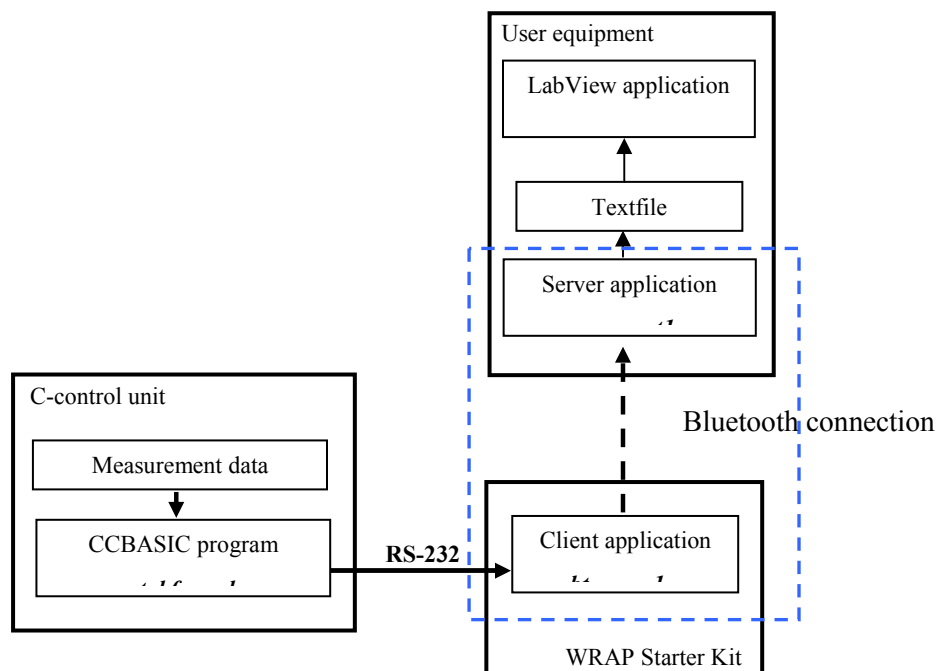 User equipment
LabView application
Textfile
Server application
C-control unit
Bluetooth connection
Measurement data
CCBASIC program
RS-232
Client application
WRAP Starter Kit